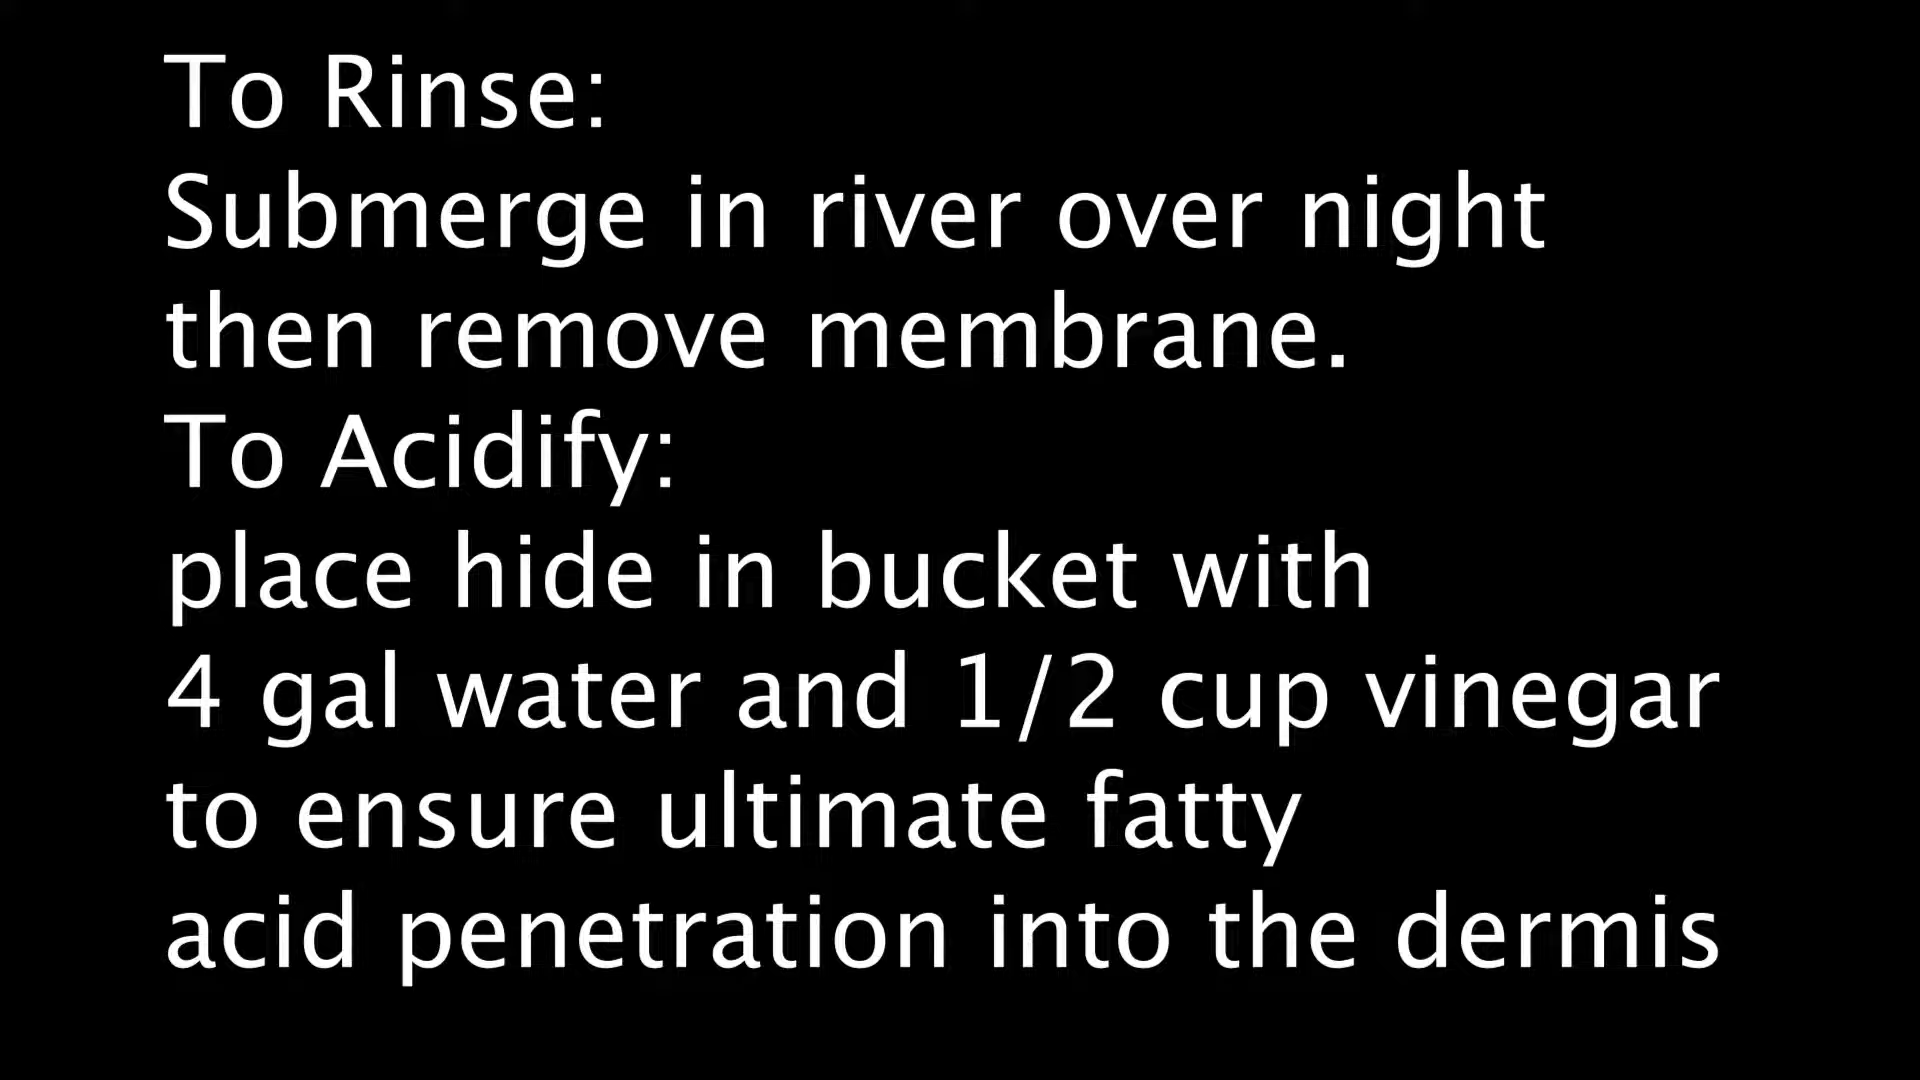 To Rinse:
Submerge in river over night
then remove membrane.
To Acidify:
place hide in bucket with
4 gal water and 1/2 cup vinegar
to ensure ultimate fatty
acid penetration into the dermis